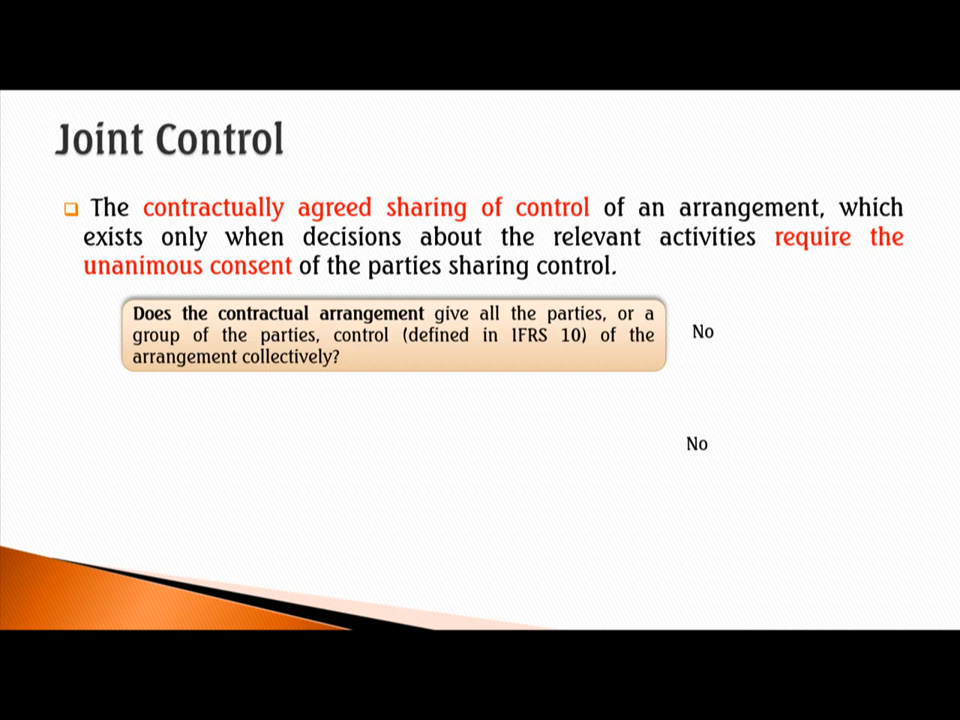 Joint Control
The contractually agreed sharing of control of an arrangement, which
exists only when decisions about the relevant activities require the
unanimous consent of the parties sharing control.
Does the contractual arrangement give all the parties, or a
group of the parties, control (defined in IFRS 10) of the
arrangement collectively?
No
No